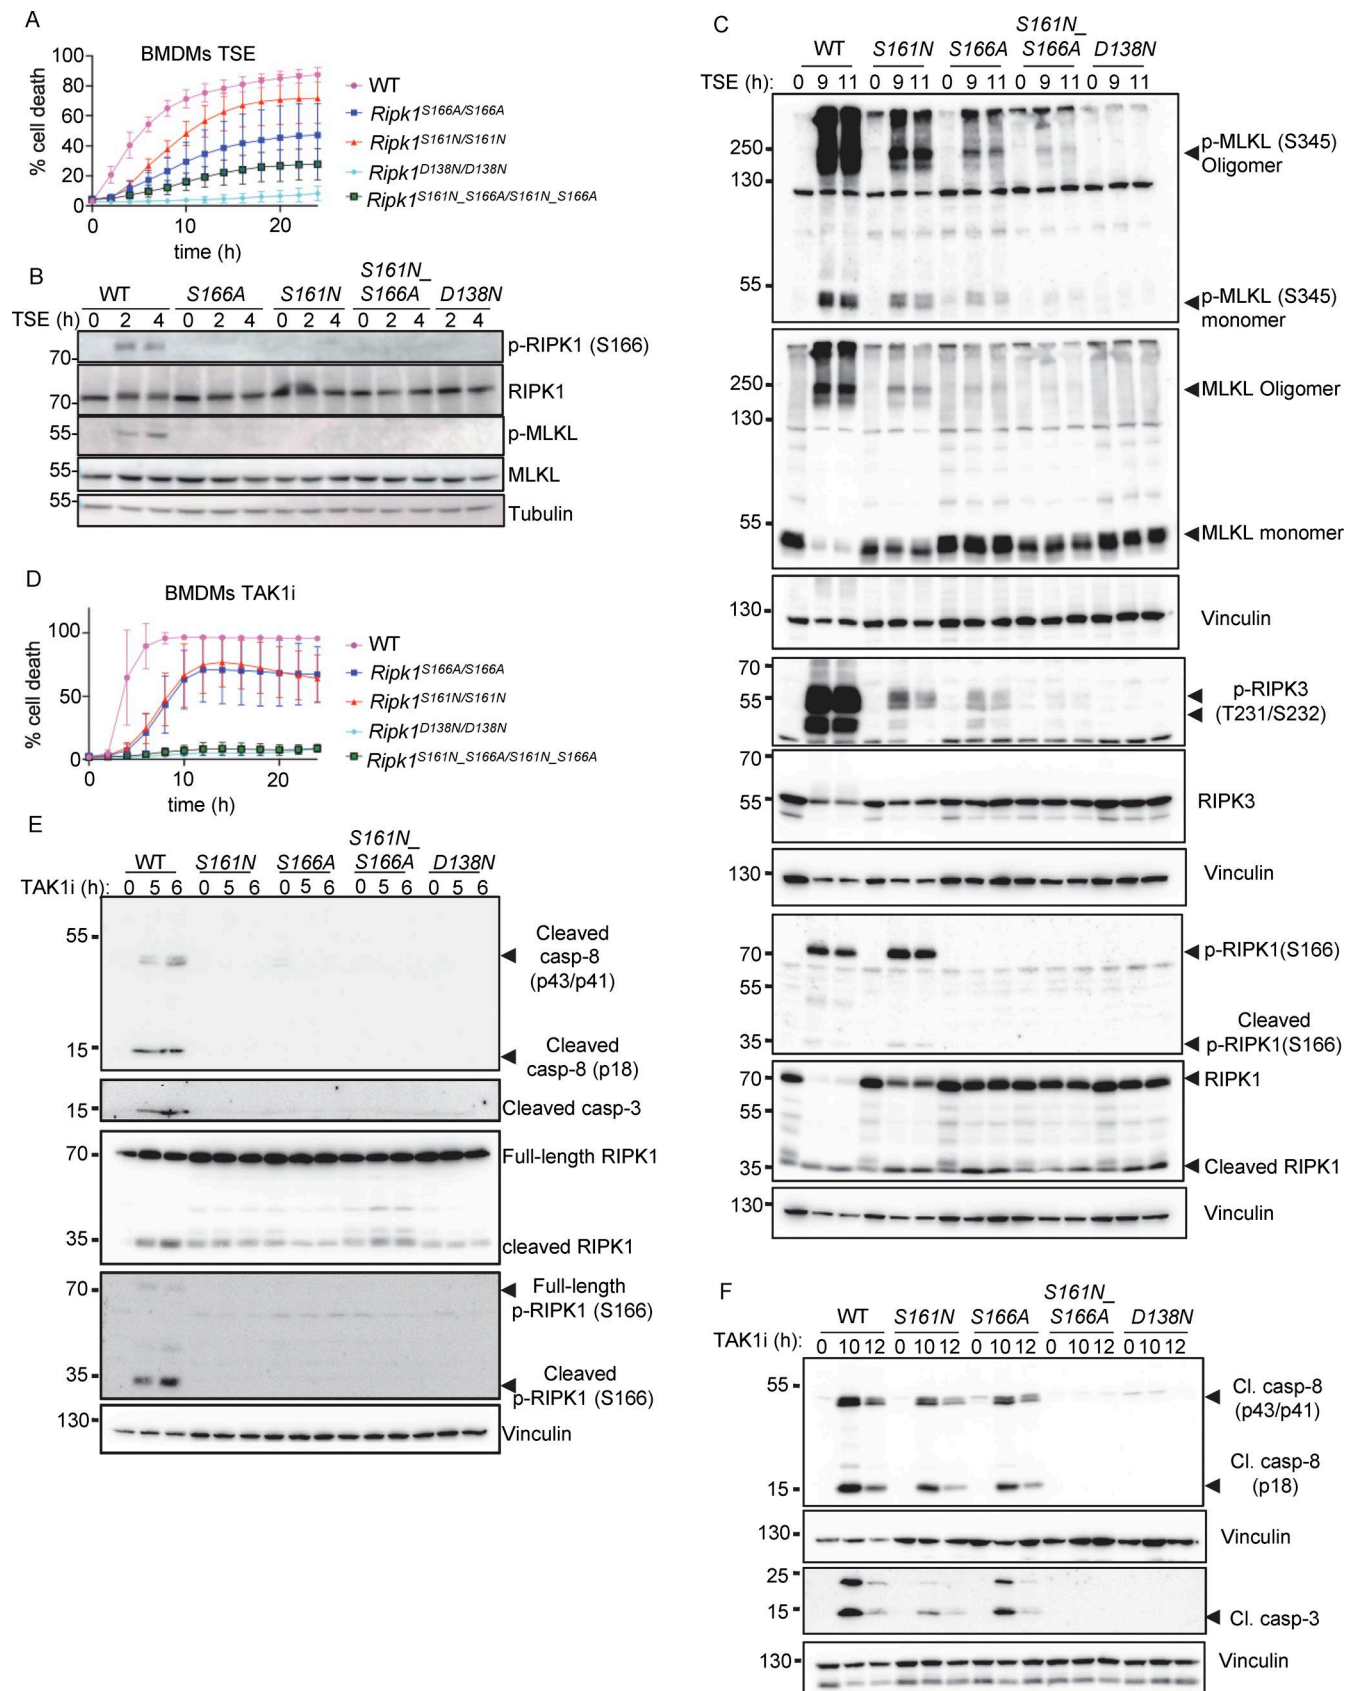 A
BMDMs TSE
100
80
60
40
20
0
% cell death
0 10 20
time (h)
WT
Ripk1S166A/S166A
Ripk1S161N/S161N
Ripk1D138N/D138N
Ripk1S161N_S166A/S161N_S166A
B
WT S166A S161N S161N_
S166A D138N
TSE (h) 0 2 4 0 2 4 0 2 4 0 2 4 2 4
70
p-RIPK1 (S166)
70
RIPK1
55
p-MLKL
55
MLKL
55
Tubulin
D
BMDMs TAK1i
100
50
0
% cell death
0 10 20
time (h)
WT
Ripk1S166A/S166A
Ripk1S161N/S161N
Ripk1D138N/D138N
Ripk1S161N_S166A/S161N_S166A
E
WT S161N S166A S161N_
S166A D138N
TAK1i (h): 0 5 6 0 5 6 0 5 6 0 5 6 0 5 6
55
Cleaved
casp-8
(p43/p41)
15
Cleaved
casp-8 (p18)
15
Cleaved casp-3
70
Full-length RIPK1
35
cleaved RIPK1
70
Full-length
p-RIPK1 (S166)
35
Cleaved
p-RIPK1 (S166)
130
Vinculin
C
WT S161N S166A S161N_
S166A D138N
TSE (h): 0 9 11 0 9 11 0 9 11 0 9 11 0 9 11
250
p-MLKL (S345)
Oligomer
130
55
p-MLKL (S345)
monomer
250
MLKL Oligomer
130
55
MLKL monomer
130
Vinculin
70
55
p-RIPK3
(T231/S232)
70
55
RIPK3
130
Vinculin
70
p-RIPK1(S166)
55
35
Cleaved
p-RIPK1(S166)
70
RIPK1
55
35
Cleaved RIPK1
130
Vinculin
F
WT S161N S166A S161N_
S166A D138N
TAK1i (h): 0 10 12 0 10 12 0 10 12 0 10 12 0 10 12
55
Cl. casp-8
(p43/p41)
15
Cl. casp-8
(p18)
130
Vinculin
25
15
Cl. casp-3
130
Vinculin